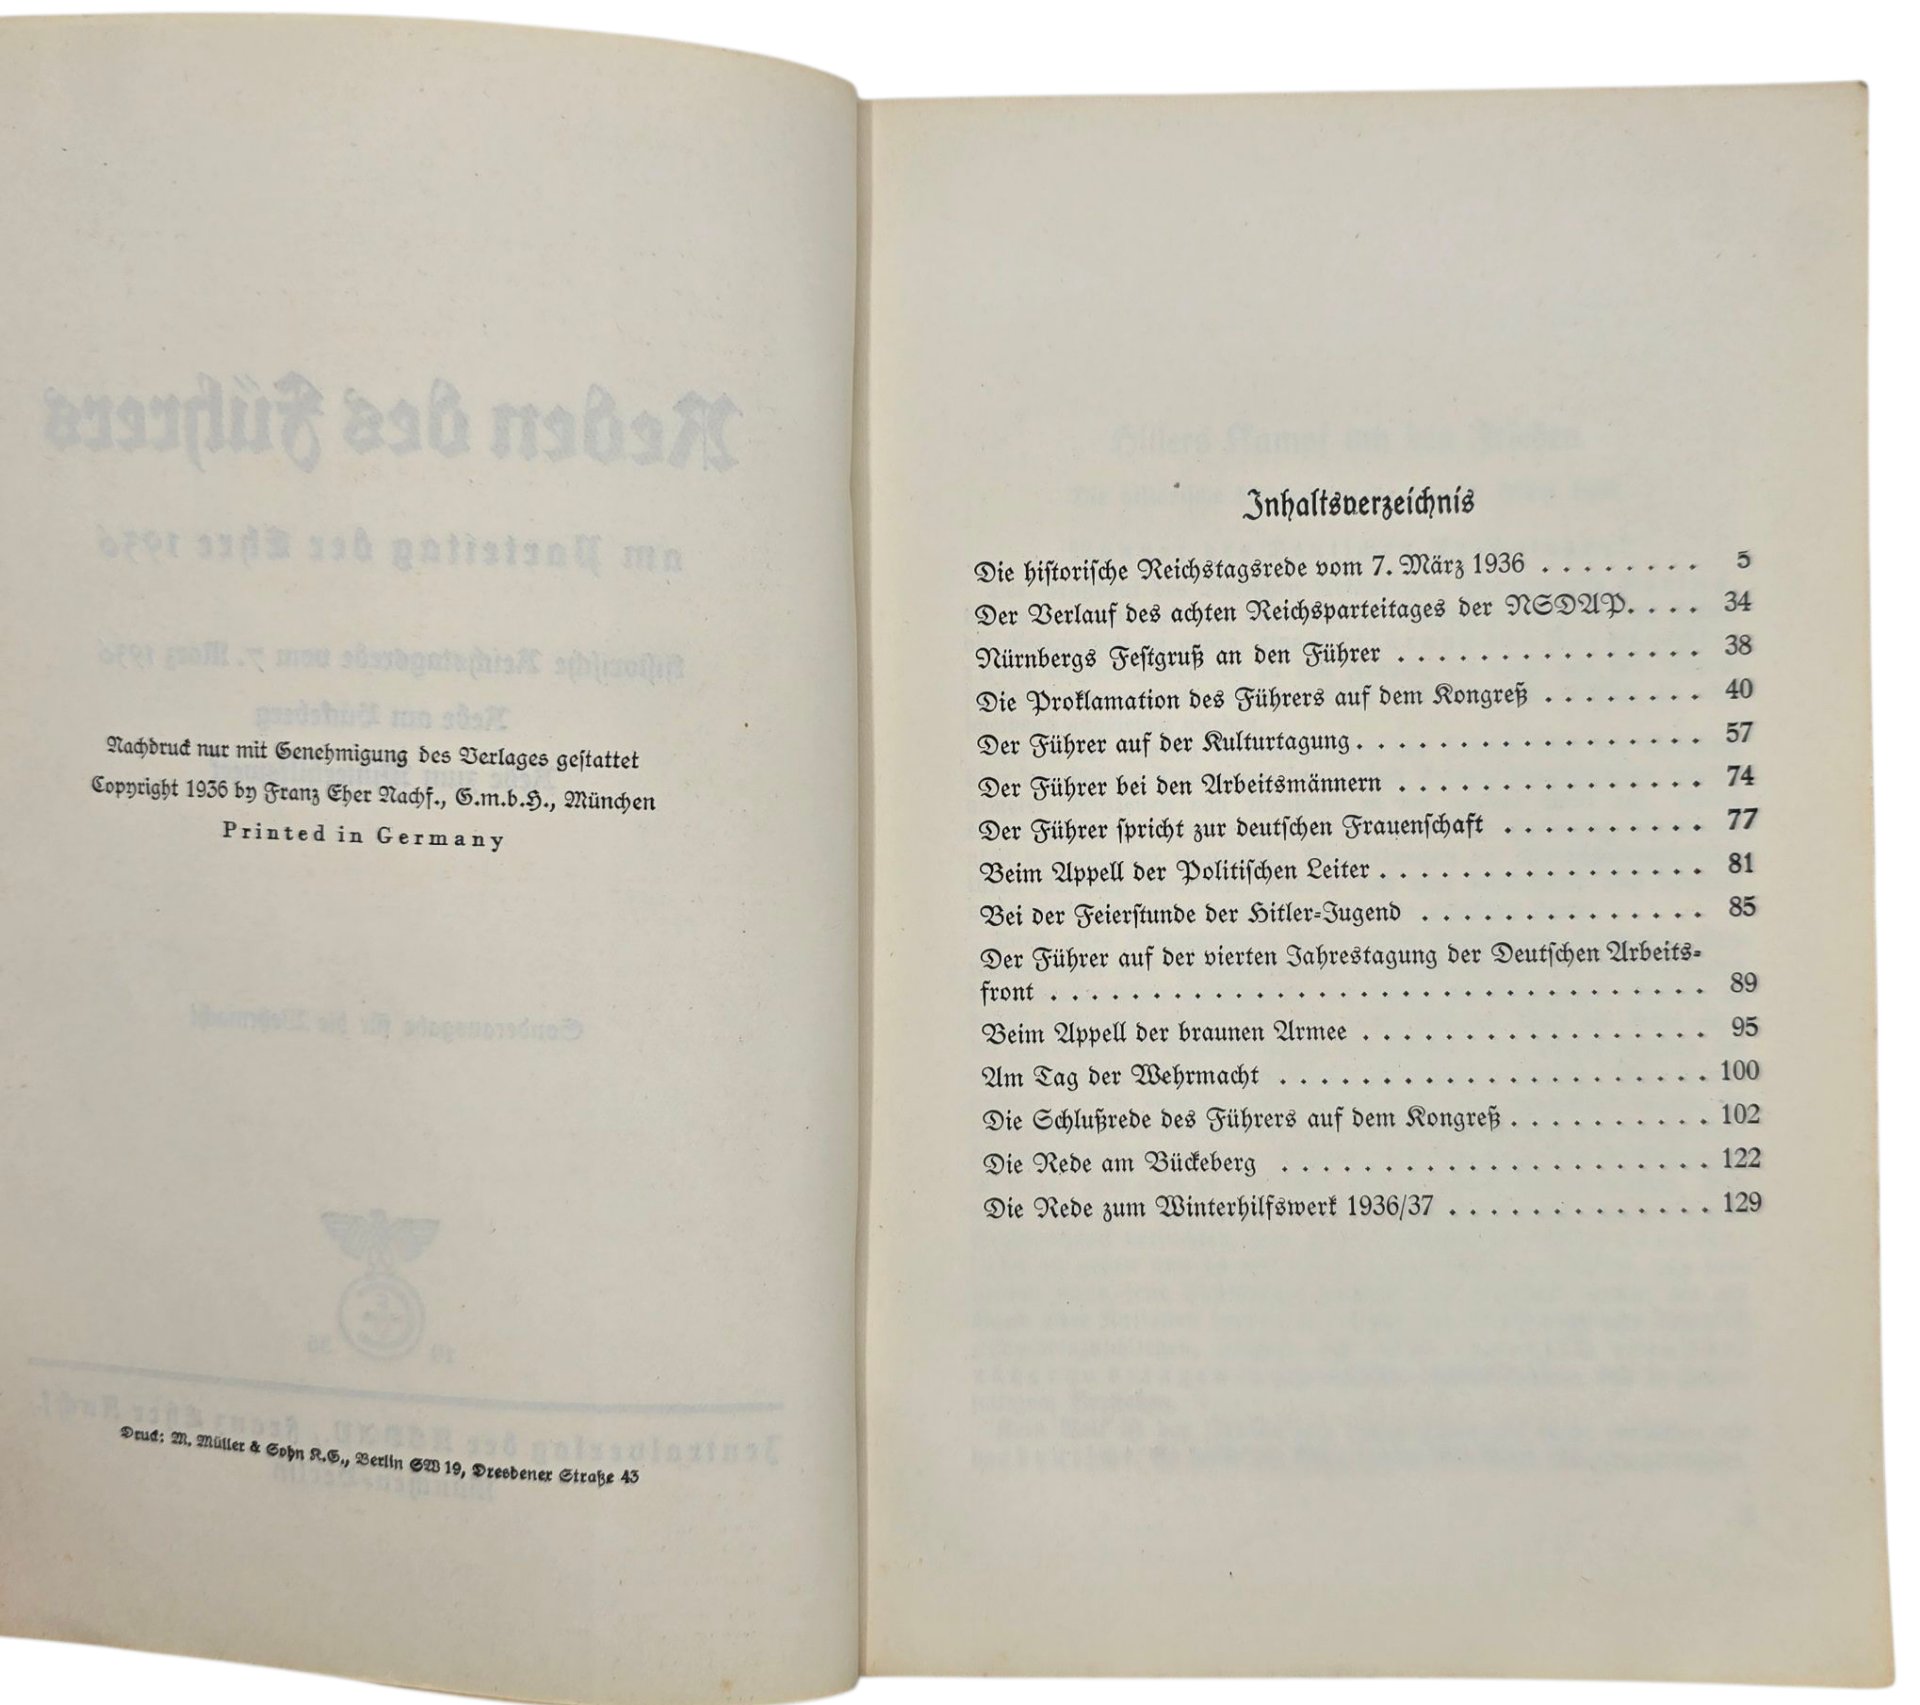 Nachdruck nur mit Genehmigung des Verlages gestattet
Copyright 1936 by Franz Eher Nachf., G.m.b.H., München
Printed in Germany
Druck: M. Müller & Sohn K.G., Berlin SW 19, Dresdener Straße 43
Inhaltsverzeichnis
Die historische Reichstagsrede vom 7. März 1936 . . . . . . . . 5
Der Verlauf des achten Reichsparteitages der NSDAP. . . . 34
Nürnbergs Festgruß an den Führer . . . . . . . . . . . . . . . 38
Die Proklamation des Führers auf dem Kongreß . . . . . . . . 40
Der Führer auf der Kulturtagung. . . . . . . . . . . . . . . . . 57
Der Führer bei den Arbeitsmännern . . . . . . . . . . . . . . . 74
Der Führer spricht zur deutschen Frauenschaft . . . . . . . . . . 77
Beim Appell der Politischen Leiter . . . . . . . . . . . . . . . . 81
Bei der Feierstunde der Hitler-Jugend . . . . . . . . . . . . . . 85
Der Führer auf der vierten Jahrestagung der Deutschen Arbeits-
front . . . . . . . . . . . . . . . . . . . . . . . . . . . . . . . . 89
Beim Appell der braunen Armee . . . . . . . . . . . . . . . . . 95
Am Tag der Wehrmacht . . . . . . . . . . . . . . . . . . . . . 100
Die Schlußrede des Führers auf dem Kongreß . . . . . . . . . . 102
Die Rede am Bückeberg . . . . . . . . . . . . . . . . . . . . . 122
Die Rede zum Winterhilfswerk 1936/37 . . . . . . . . . . . . . 129